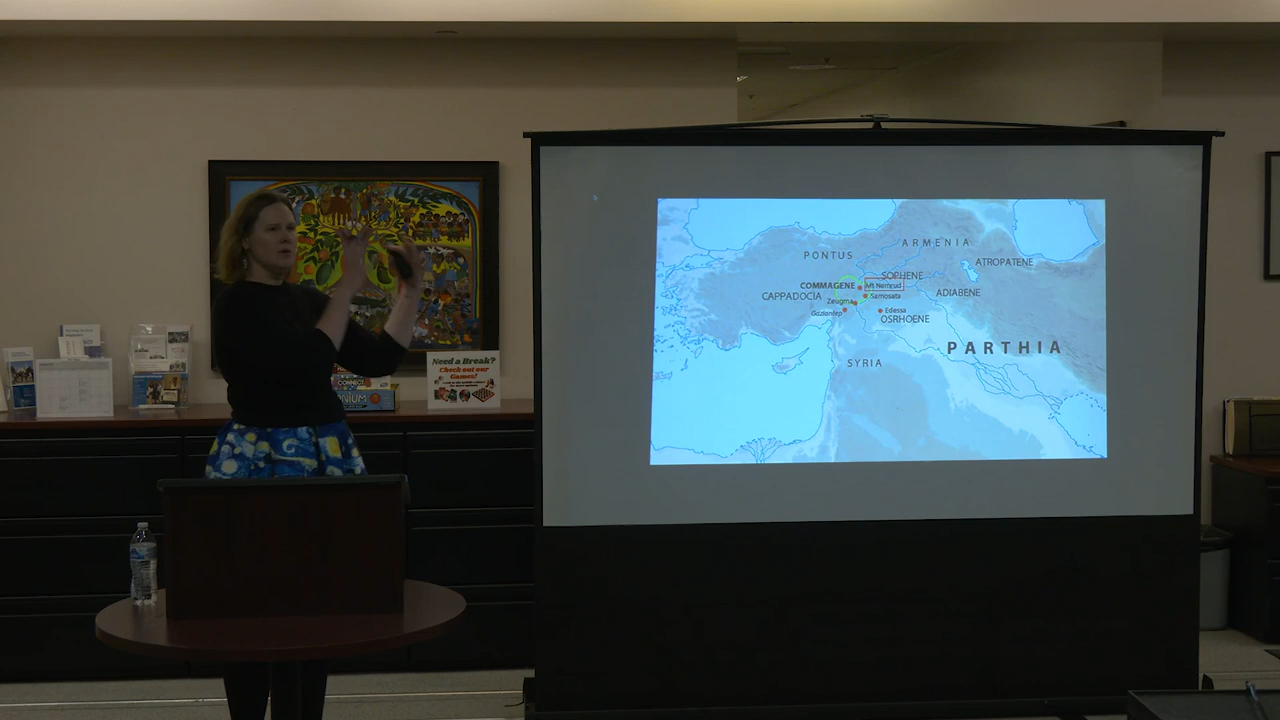 ARMENIA
PONTUS
ATROPATENE
SOPHENE
COMMAGENE
Mt Nemrud
CAPPADOCIA
Samosata
ADIABENE
Zeugma
Gaziantep
Edessa
OSRHOENE
PARTHIA
SYRIA
Need a Break?
Check out our
Games!
CONNECT